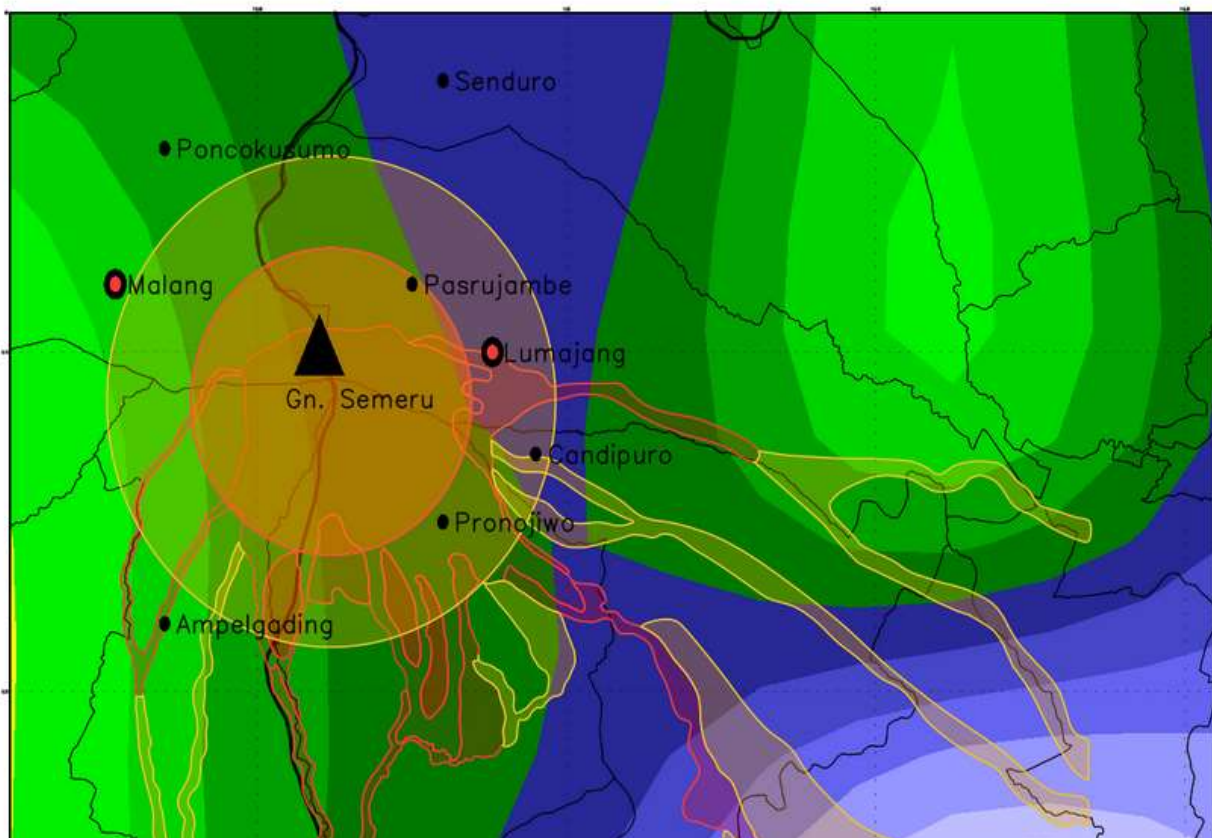 Senduro
Poncokusumo
Malang
Pasrujambe
Lumajang
Gn. Semeru
Candipuro
Pronojiwo
Ampelgading